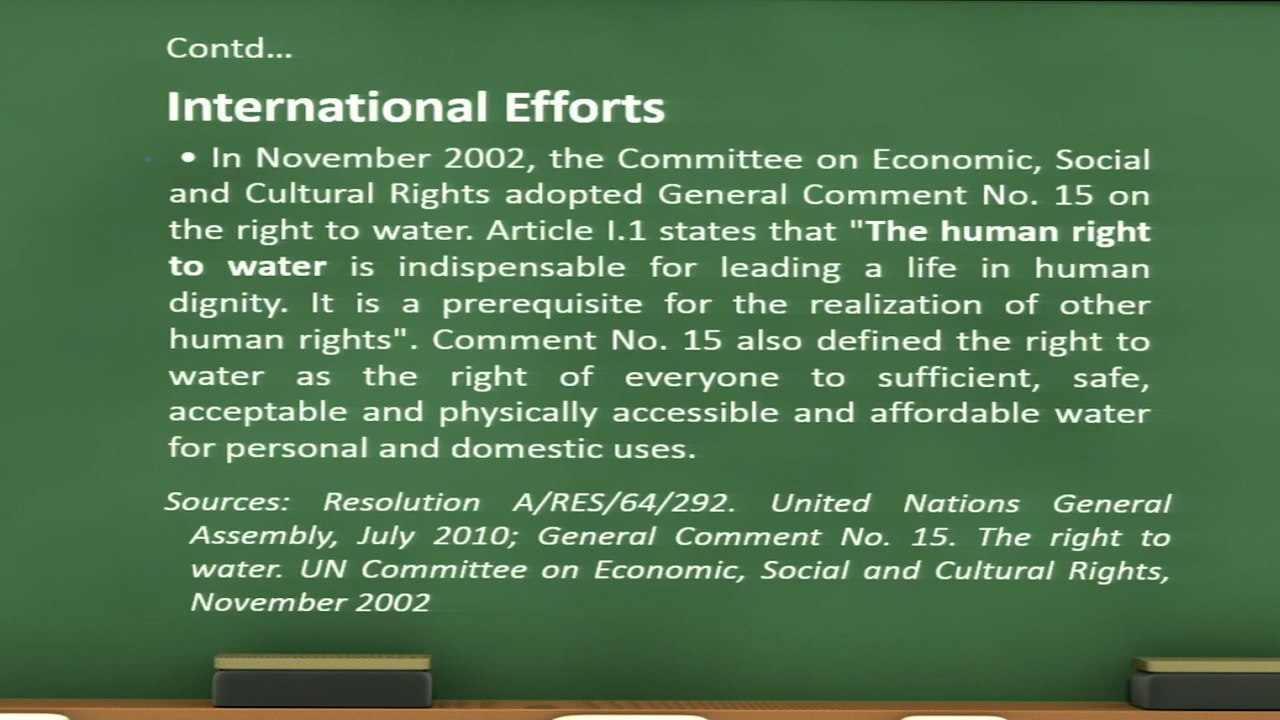 Contd...
International Efforts
• In November 2002, the Committee on Economic, Social
and Cultural Rights adopted General Comment No. 15 on
the right to water. Article I.1 states that "The human right
to water is indispensable for leading a life in human
dignity. It is a prerequisite for the realization of other
human rights". Comment No. 15 also defined the right to
water as the right of everyone to sufficient, safe,
acceptable and physically accessible and affordable water
for personal and domestic uses.
Sources: Resolution A/RES/64/292. United Nations General
Assembly, July 2010; General Comment No. 15. The right to
water. UN Committee on Economic, Social and Cultural Rights,
November 2002